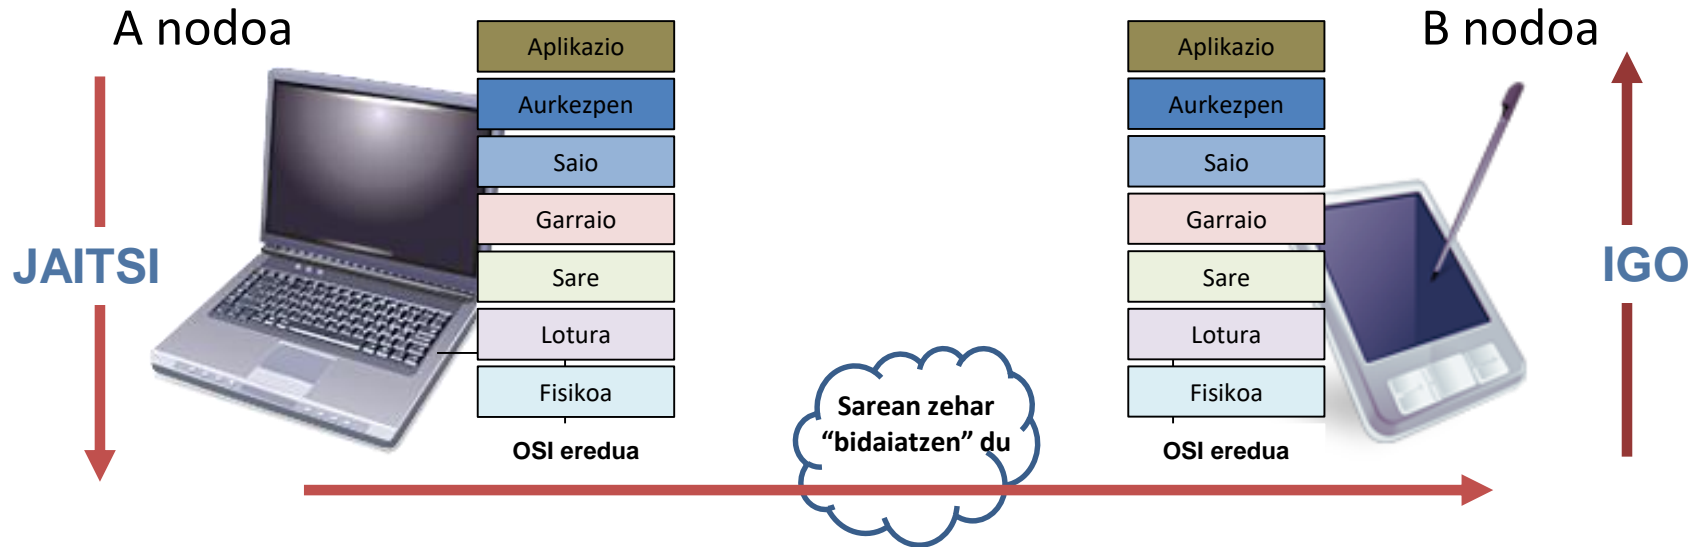 A nodoa
B nodoa
Aplikazio
Aurkezpen
Saio
Garraio
Sare
Lotura
Fisikoa
OSI eredua
JAITSI
Sarean zehar
“bidaiatzen” du
Aplikazio
Aurkezpen
Saio
Garraio
Sare
Lotura
Fisikoa
OSI eredua
IGO